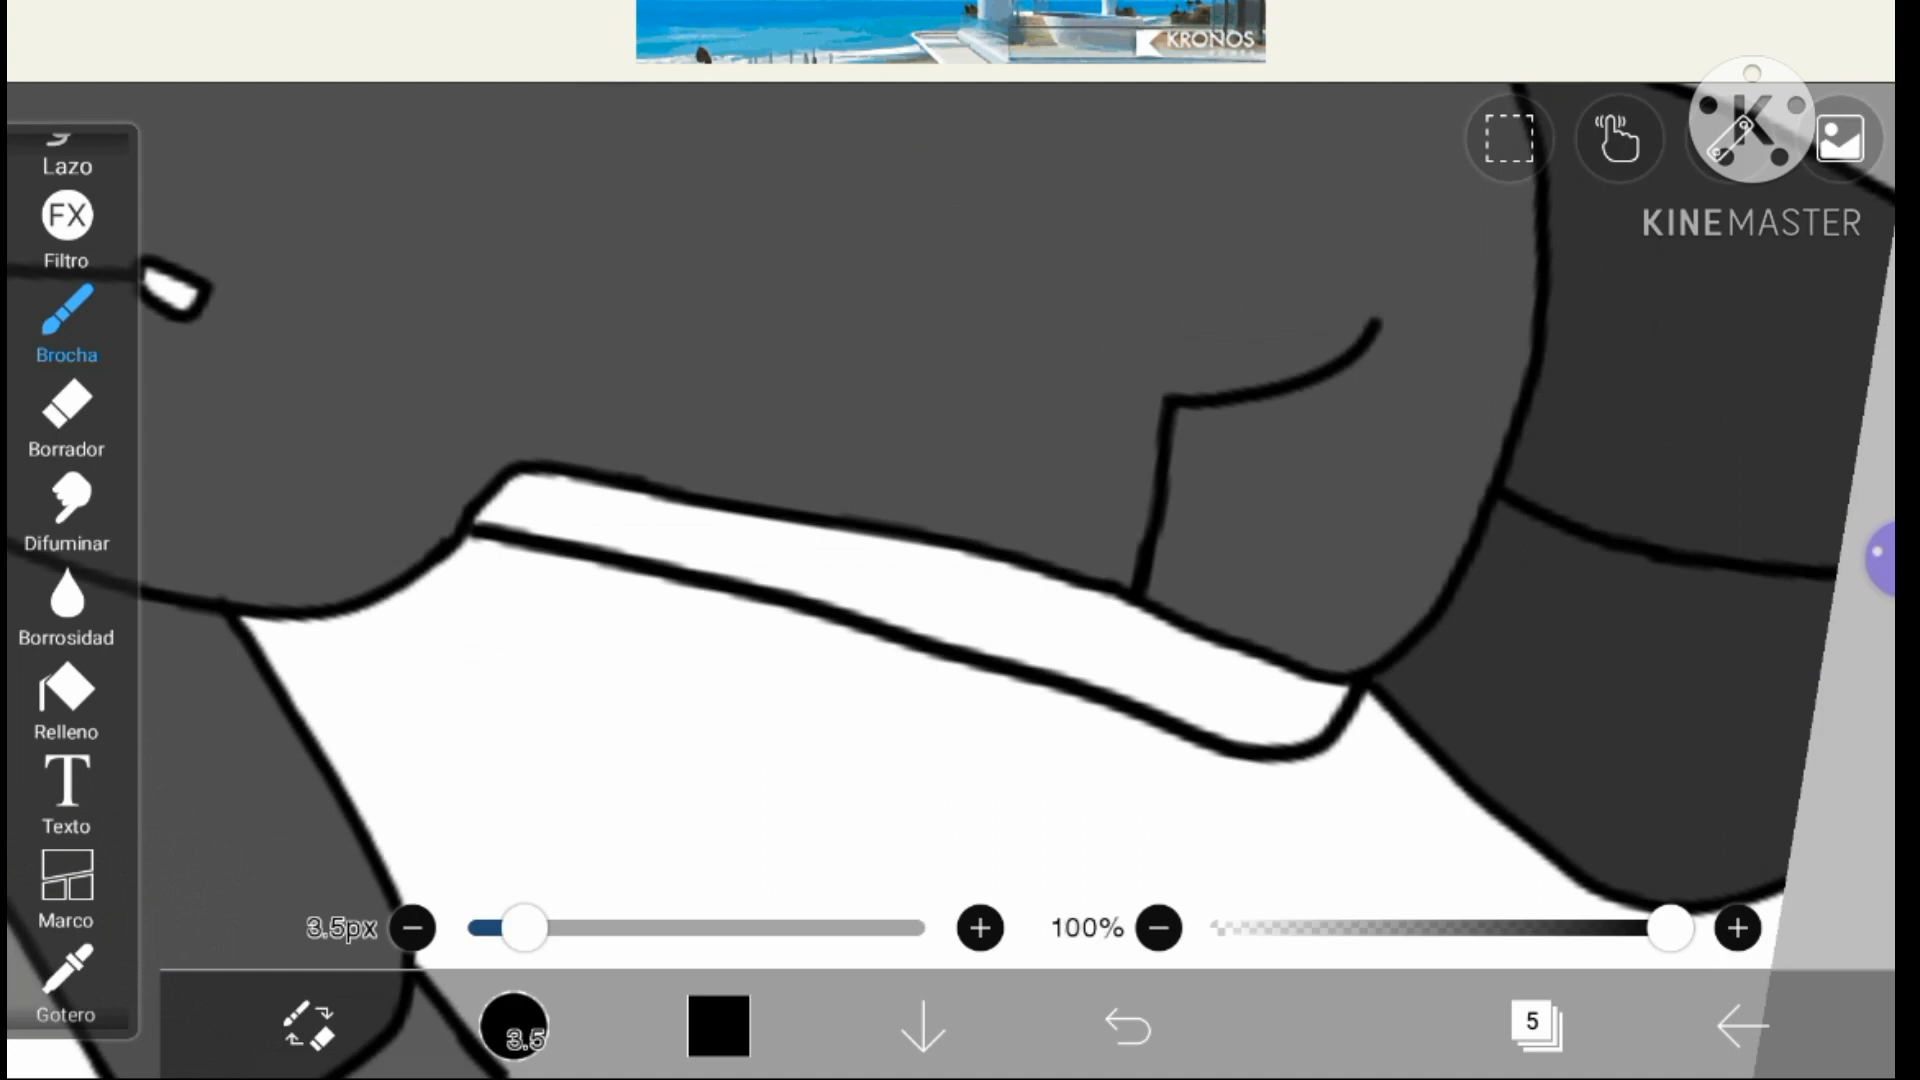 KRONOS
K
KINEMASTER
Lazo
FX
Filtro
Brocha
Borrador
Difuminar
Borrosidad
Relleno
T
Texto
Marco
Gotero
3.5px
100%
3.5
5